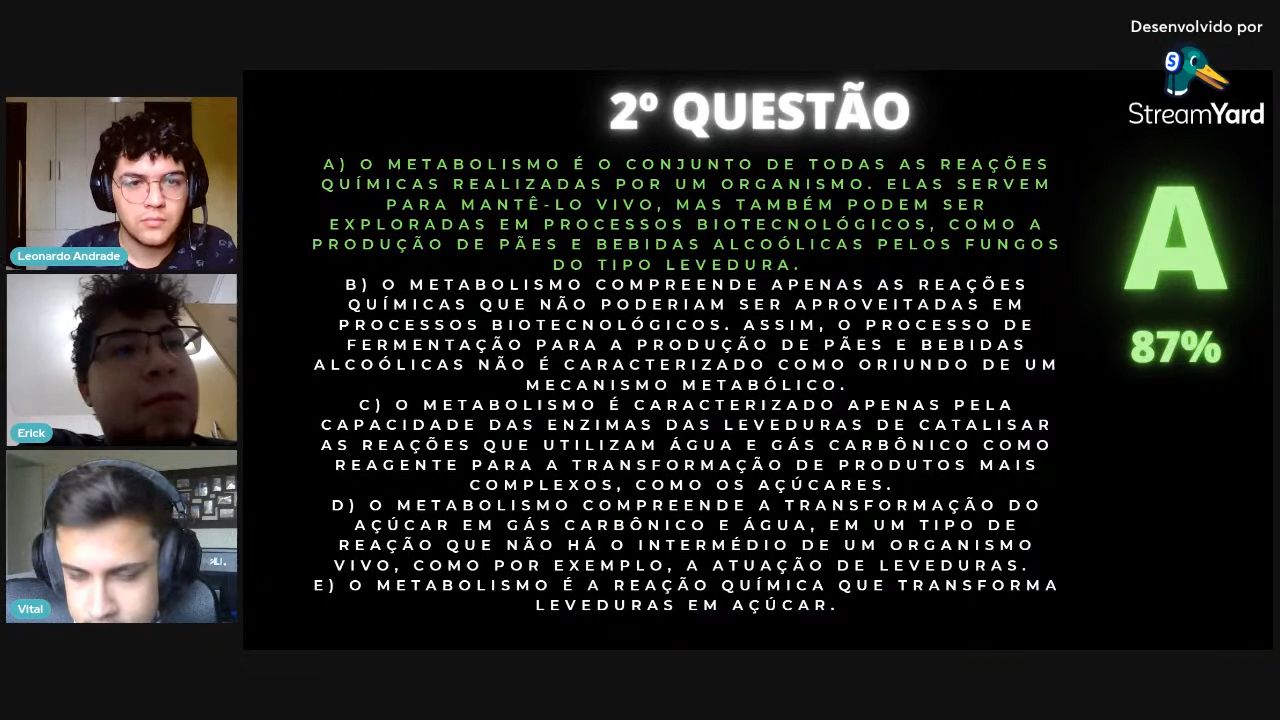 Desenvolvido por
StreamYard
2º QUESTÃO
A) O METABOLISMO É O CONJUNTO DE TODAS AS REAÇÕES
QUÍMICAS REALIZADAS POR UM ORGANISMO. ELAS SERVEM
PARA MANTÊ-LO VIVO, MAS TAMBÉM PODEM SER
EXPLORADAS EM PROCESSOS BIOTECNOLÓGICOS, COMO A
PRODUÇÃO DE PÃES E BEBIDAS ALCOÓLICAS PELOS FUNGOS
DO TIPO LEVEDURA.
B) O METABOLISMO COMPREENDE APENAS AS REAÇÕES
QUÍMICAS QUE NÃO PODERIAM SER APROVEITADAS EM
PROCESSOS BIOTECNOLÓGICOS. ASSIM, O PROCESSO DE
FERMENTAÇÃO PARA A PRODUÇÃO DE PÃES E BEBIDAS
ALCOÓLICAS NÃO É CARACTERIZADO COMO ORIUNDO DE UM
MECANISMO METABÓLICO.
C) O METABOLISMO É CARACTERIZADO APENAS PELA
CAPACIDADE DAS ENZIMAS DAS LEVEDURAS DE CATALISAR
AS REAÇÕES QUE UTILIZAM ÁGUA E GÁS CARBÔNICO COMO
REAGENTE PARA A TRANSFORMAÇÃO DE PRODUTOS MAIS
COMPLEXOS, COMO OS AÇÚCARES.
D) O METABOLISMO COMPREENDE A TRANSFORMAÇÃO DO
AÇÚCAR EM GÁS CARBÔNICO E ÁGUA, EM UM TIPO DE
REAÇÃO QUE NÃO HÁ O INTERMÉDIO DE UM ORGANISMO
VIVO, COMO POR EXEMPLO, A ATUAÇÃO DE LEVEDURAS.
E) O METABOLISMO É A REAÇÃO QUÍMICA QUE TRANSFORMA
LEVEDURAS EM AÇÚCAR.
A
87%
Leonardo Andrade
Erick
Vital